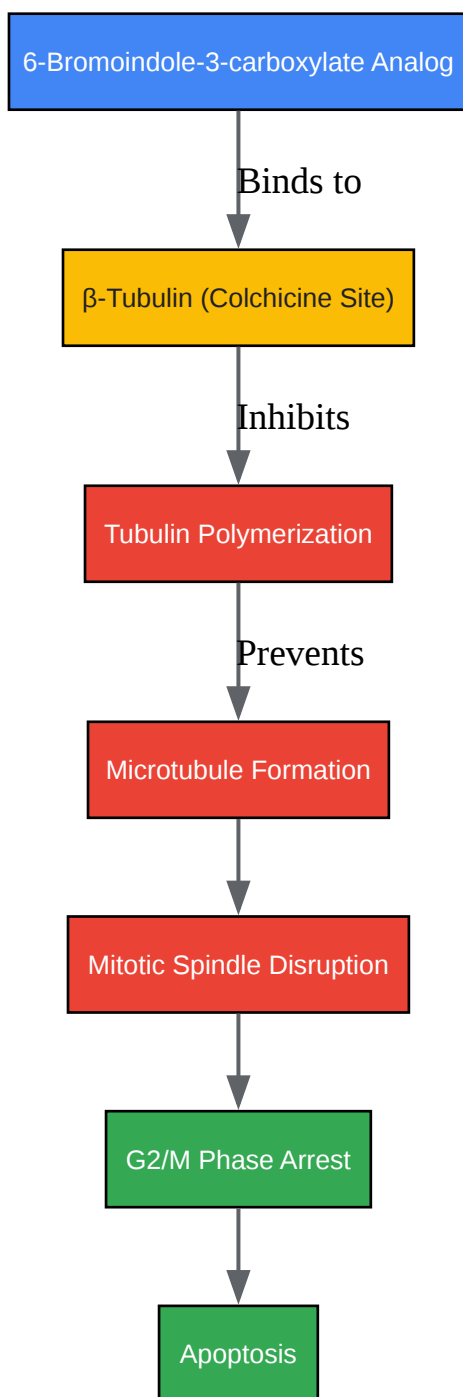 6-Bromoindole-3-carboxylate Analog
Binds to
β-Tubulin (Colchicine Site)
Inhibits
Tubulin Polymerization
Prevents
Microtubule Formation
Mitotic Spindle Disruption
G2/M Phase Arrest
Apoptosis